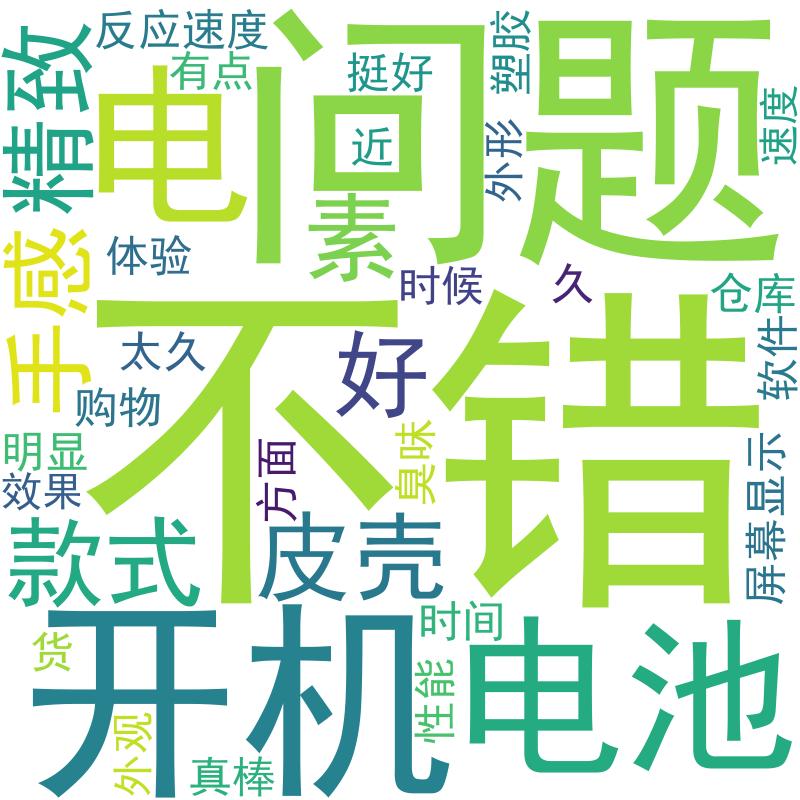 反应速度
有点
精致
电
问题
挺好
近
塑胶
外形
速度
素
手感
体验
时候
久
仓库
不错
太久
好
软件
购物
明显
效果
方面
臭味
屏幕显示
款式
皮壳
开机
时间
电池
货
性能
外观
真棒